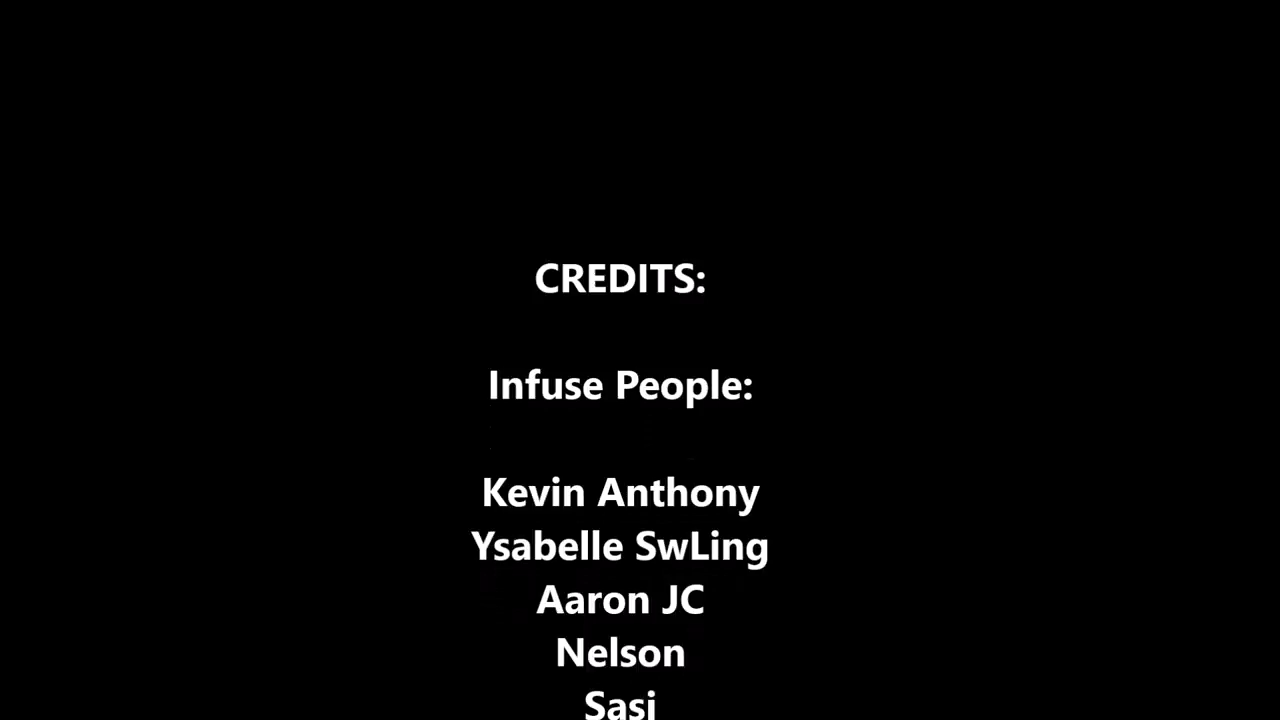 CREDITS:
Infuse People:
Kevin Anthony
Ysabelle SwLing
Aaron JC
Nelson
Sasi